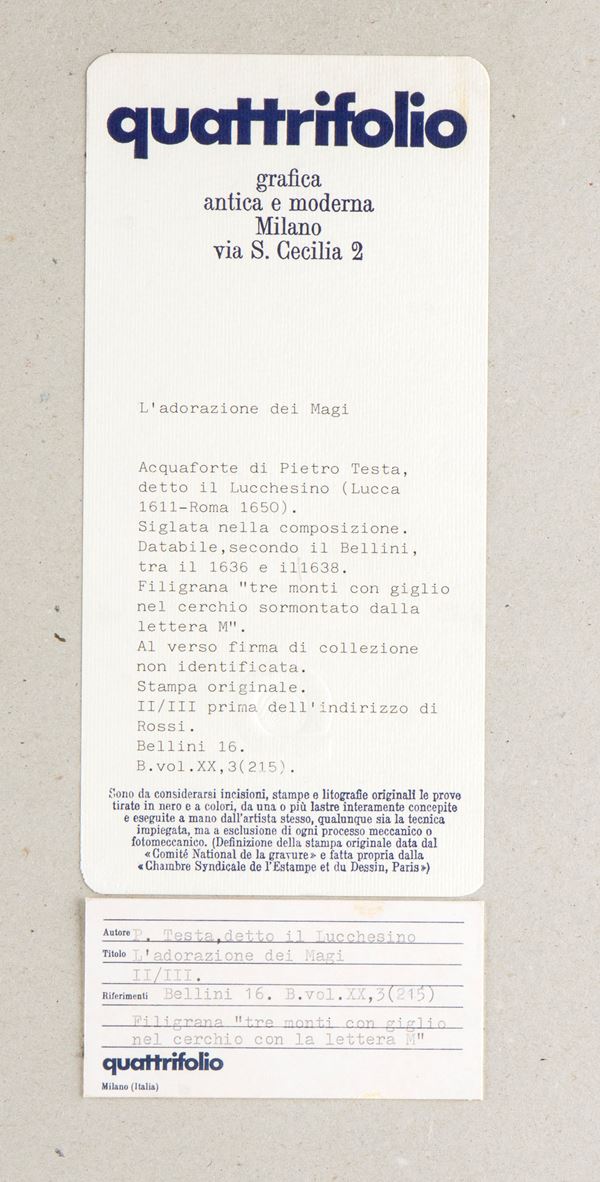 quattrifolio
grafica
antica e moderna
Milano
via S. Cecilia 2
L'adorazione dei Magi
Acquaforte di Pietro Testa,
detto il Lucchesino (Lucca
1611-Roma 1650).
Siglata nella composizione.
Databile,secondo il Bellini,
tra il 1636 e il 1638.
Filigrana "tre monti con giglio
nel cerchio sormontato dalla
lettera M".
Al verso firma di collezione
non identificata.
Stampa originale.
II/III prima dell'indirizzo di
Rossi.
Bellini 16.
B.vol.XX,3(215).
Sono da considerarsi incisioni, stampe e litografie originali le prove
tirate in nero e a colori, da una o più lastre interamente concepite
e eseguite a mano dall'artista stesso, qualunque sia la tecnica
impiegata, ma a esclusione di ogni processo meccanico o
fotomeccanico. (Definizione della stampa originale data dal
«Comité National de la gravure» e fatta propria dalla
«Chambre Syndicale de l'Estampe et du Dessin, Paris»)
Autore P. Testa,detto il Lucchesino
Titolo L'adorazione dei Magi
II/III.
Riferimenti Bellini 16. B.vol.XX,3(215)
Filigrana "tre monti con giglio
nel cerchio con la lettera M"
quattrifolio
Milano (Italia)